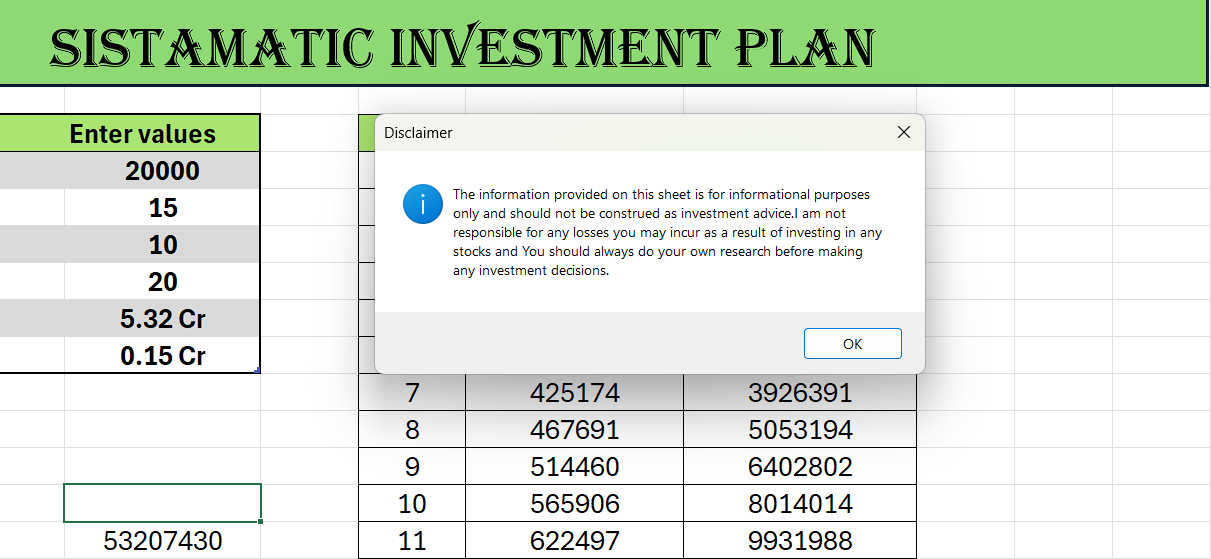 SISTAMATIC INVESTMENT PLAN
Enter values
20000
15
10
20
5.32 Cr
0.15 Cr
53207430
Disclaimer
The information provided on this sheet is for informational purposes
only and should not be construed as investment advice.I am not
responsible for any losses you may incur as a result of investing in any
stocks and You should always do your own research before making
any investment decisions.
OK
7 425174 3926391
8 467691 5053194
9 514460 6402802
10 565906 8014014
11 622497 9931988